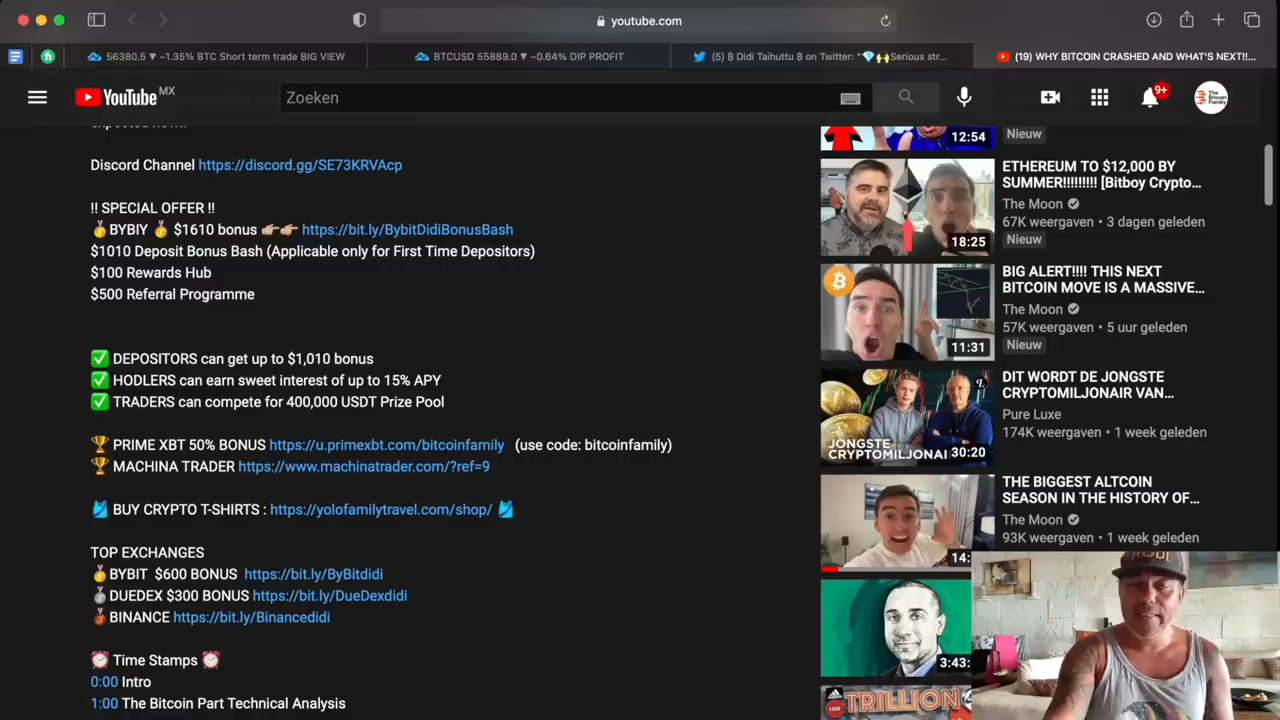 youtube.com
56380.5 ▼ −1.35% BTC Short term trade BiG VIEW
BTCUSD 55889.0 ▼ −0.64% DIP PROFIT
(5) ₿ Didi Taihuttu ₿ on Twitter: "💎🙌Serious str...
(19) WHY BITCOIN CRASHED AND WHAT'S NEXT!!...
YouTube MX
Zoeken
9+
Discord Channel https://discord.gg/SE73KRVAcp
!! SPECIAL OFFER !!
🥇BYBIY 🥇 $1610 bonus 👉🏼👉🏼 https://bit.ly/BybitDidiBonusBash
$1010 Deposit Bonus Bash (Applicable only for First Time Depositors)
$100 Rewards Hub
$500 Referral Programme
✅ DEPOSITORS can get up to $1,010 bonus
✅ HODLERS can earn sweet interest of up to 15% APY
✅ TRADERS can compete for 400,000 USDT Prize Pool
🏆 PRIME XBT 50% BONUS https://u.primexbt.com/bitcoinfamily (use code: bitcoinfamily)
🏆 MACHINA TRADER https://www.machinatrader.com/?ref=9
🎽 BUY CRYPTO T-SHIRTS : https://yolofamilytravel.com/shop/ 🎽
TOP EXCHANGES
🥇BYBIT $600 BONUS https://bit.ly/ByBitdidi
🥈DUEDEX $300 BONUS https://bit.ly/DueDexdidi
🥉BINANCE https://bit.ly/Binancedidi
⏰ Time Stamps ⏰
0:00 Intro
1:00 The Bitcoin Part Technical Analysis
12:54
Nieuw
18:25
ETHEREUM TO $12,000 BY
SUMMER!!!!!!!!! [Bitboy Crypto...
The Moon
67K weergaven • 3 dagen geleden
Nieuw
11:31
BIG ALERT!!!! THIS NEXT
BITCOIN MOVE IS A MASSIVE...
The Moon
57K weergaven • 5 uur geleden
Nieuw
JONGSTE
CRYPTOMILJONAI
30:20
DIT WORDT DE JONGSTE
CRYPTOMILJONAIR VAN...
Pure Luxe
174K weergaven • 1 week geleden
14:
THE BIGGEST ALTCOIN
SEASON IN THE HISTORY OF...
The Moon
93K weergaven • 1 week geleden
3:43:
TRILLION